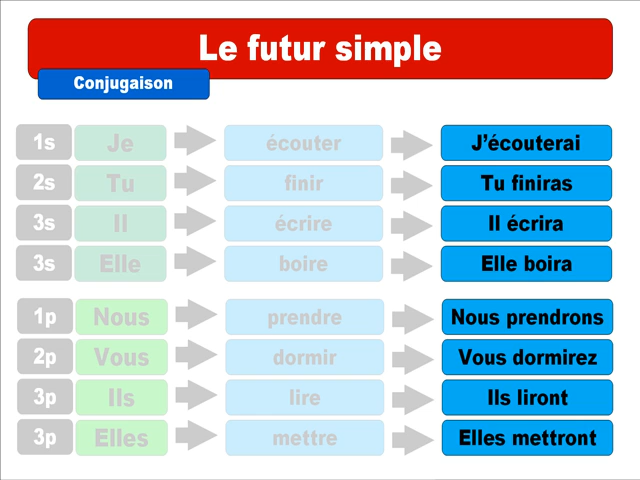 Le futur simple
Conjugaison
1s Je écouter J'écouterai
2s Tu finir Tu finiras
3s Il écrire Il écrira
3s Elle boire Elle boira
1p Nous prendre Nous prendrons
2p Vous dormir Vous dormirez
3p Ils lire Ils liront
3p Elles mettre Elles mettront